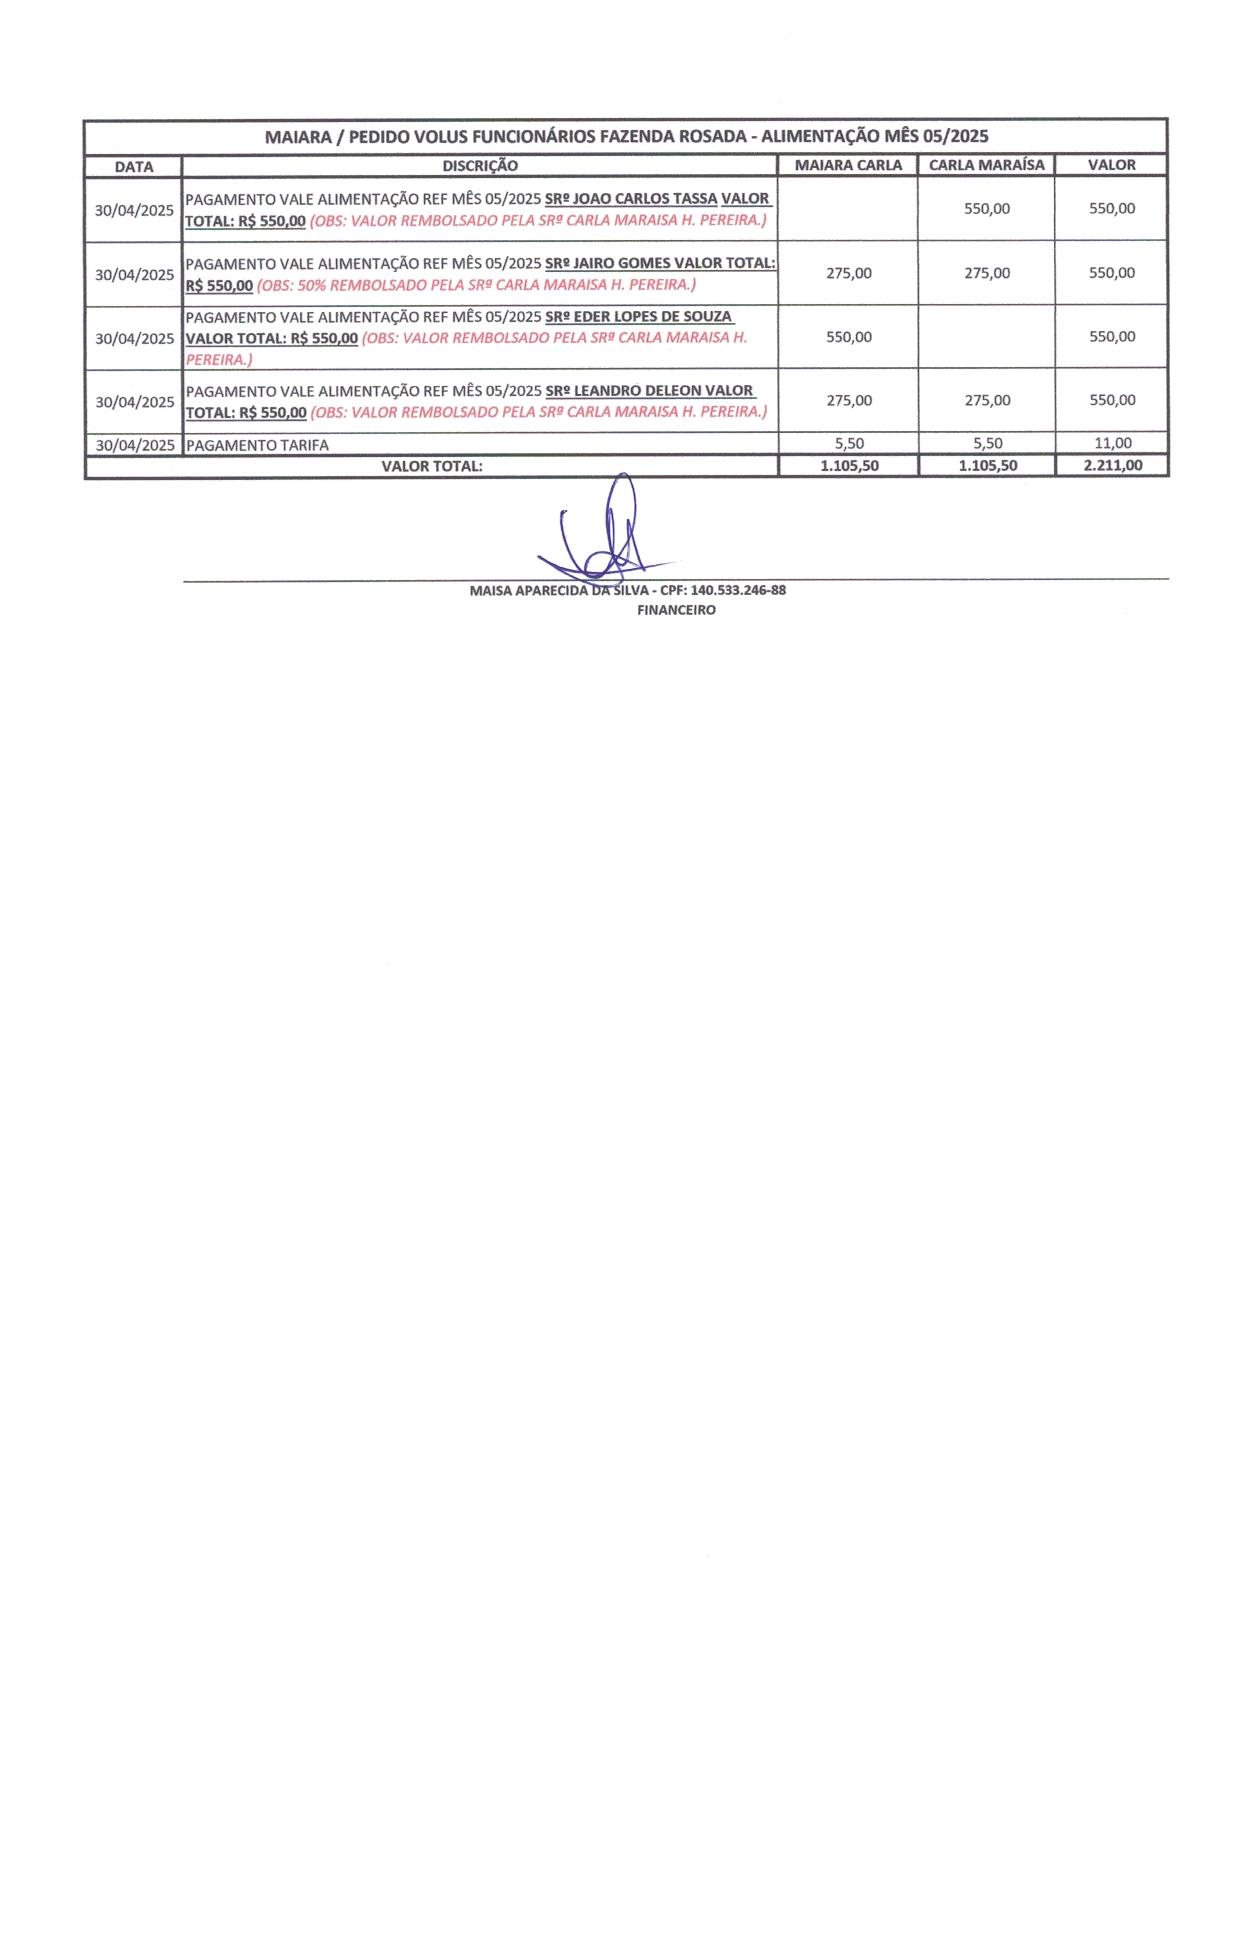 MAIARA / PEDIDO VOLUS FUNCIONÁRIOS FAZENDA ROSADA - ALIMENTAÇÃO MÊS 05/2025
DATA DISCRIÇÃO MAIARA CARLA CARLA MARAÍSA VALOR
PAGAMENTO VALE ALIMENTAÇÃO REF MÊS 05/2025 SRº JOAO CARLOS TASSA VALOR
30/04/2025 550,00 550,00
TOTAL: R$ 550,00 (OBS: VALOR REMBOLSADO PELA SRª CARLA MARAISA H. PEREIRA.)
PAGAMENTO VALE ALIMENTAÇÃO REF MÊS 05/2025 SRº JAIRO GOMES VALOR TOTAL:
30/04/2025 275,00 275,00 550,00
R$ 550,00 (OBS: 50% REMBOLSADO PELA SRª CARLA MARAISA H. PEREIRA.)
PAGAMENTO VALE ALIMENTAÇÃO REF MÊS 05/2025 SRº EDER LOPES DE SOUZA
30/04/2025 VALOR TOTAL: R$ 550,00 (OBS: VALOR REMBOLSADO PELA SRª CARLA MARAISA H. 550,00 550,00
PEREIRA.)
PAGAMENTO VALE ALIMENTAÇÃO REF MÊS 05/2025 SRº LEANDRO DELEON VALOR
30/04/2025 275,00 275,00 550,00
TOTAL: R$ 550,00 (OBS: VALOR REMBOLSADO PELA SRª CARLA MARAISA H. PEREIRA.)
30/04/2025 PAGAMENTO TARIFA 5,50 5,50 11,00
VALOR TOTAL: 1.105,50 1.105,50 2.211,00
MAISA APARECIDA DA SILVA - CPF: 140.533.246-88
FINANCEIRO